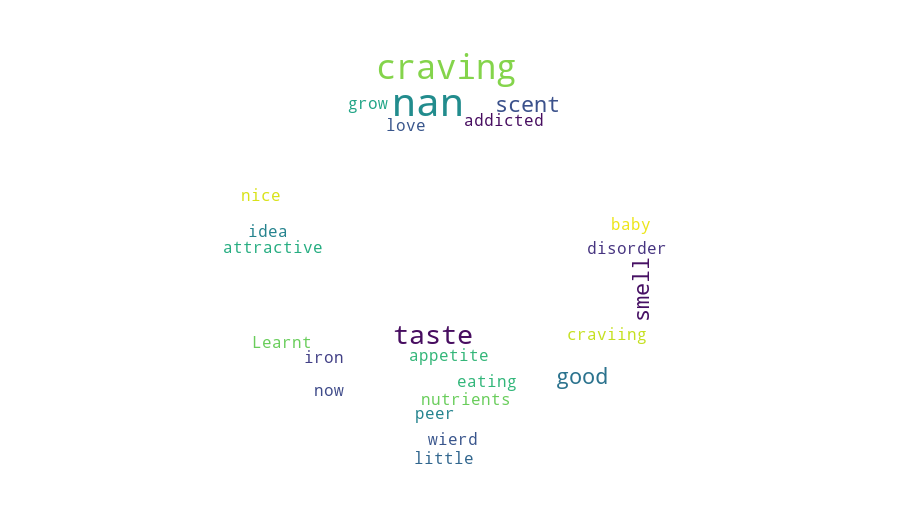 craving
grow nan scent
love addicted
nice
baby
idea
attractive
disorder
smell
taste
craviing
Learnt
iron
appetite
good
eating
now
nutrients
peer
wierd
little